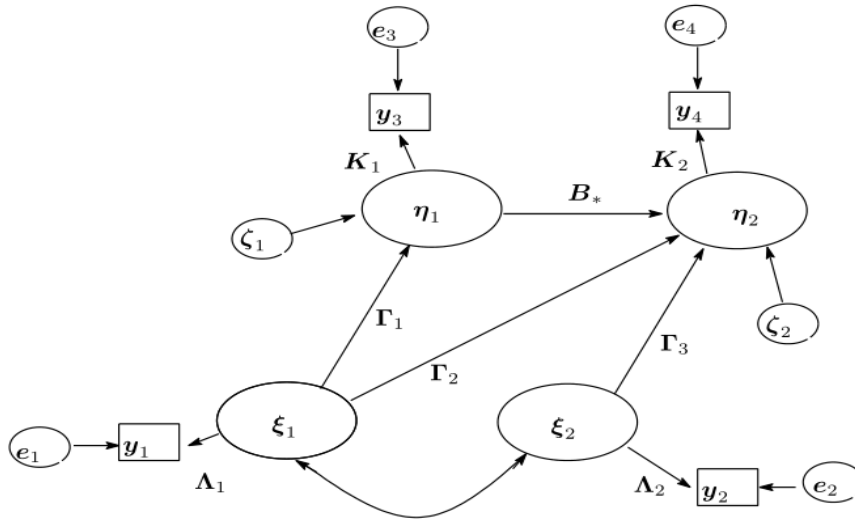 e₃
e₄
y₃
y₄
K₁
K₂
η₁
B∗
η₂
ζ₁
Γ₁
ζ₂
Γ₂
Γ₃
ξ₁
ξ₂
e₁
y₁
Λ₁
Λ₂
y₂
e₂